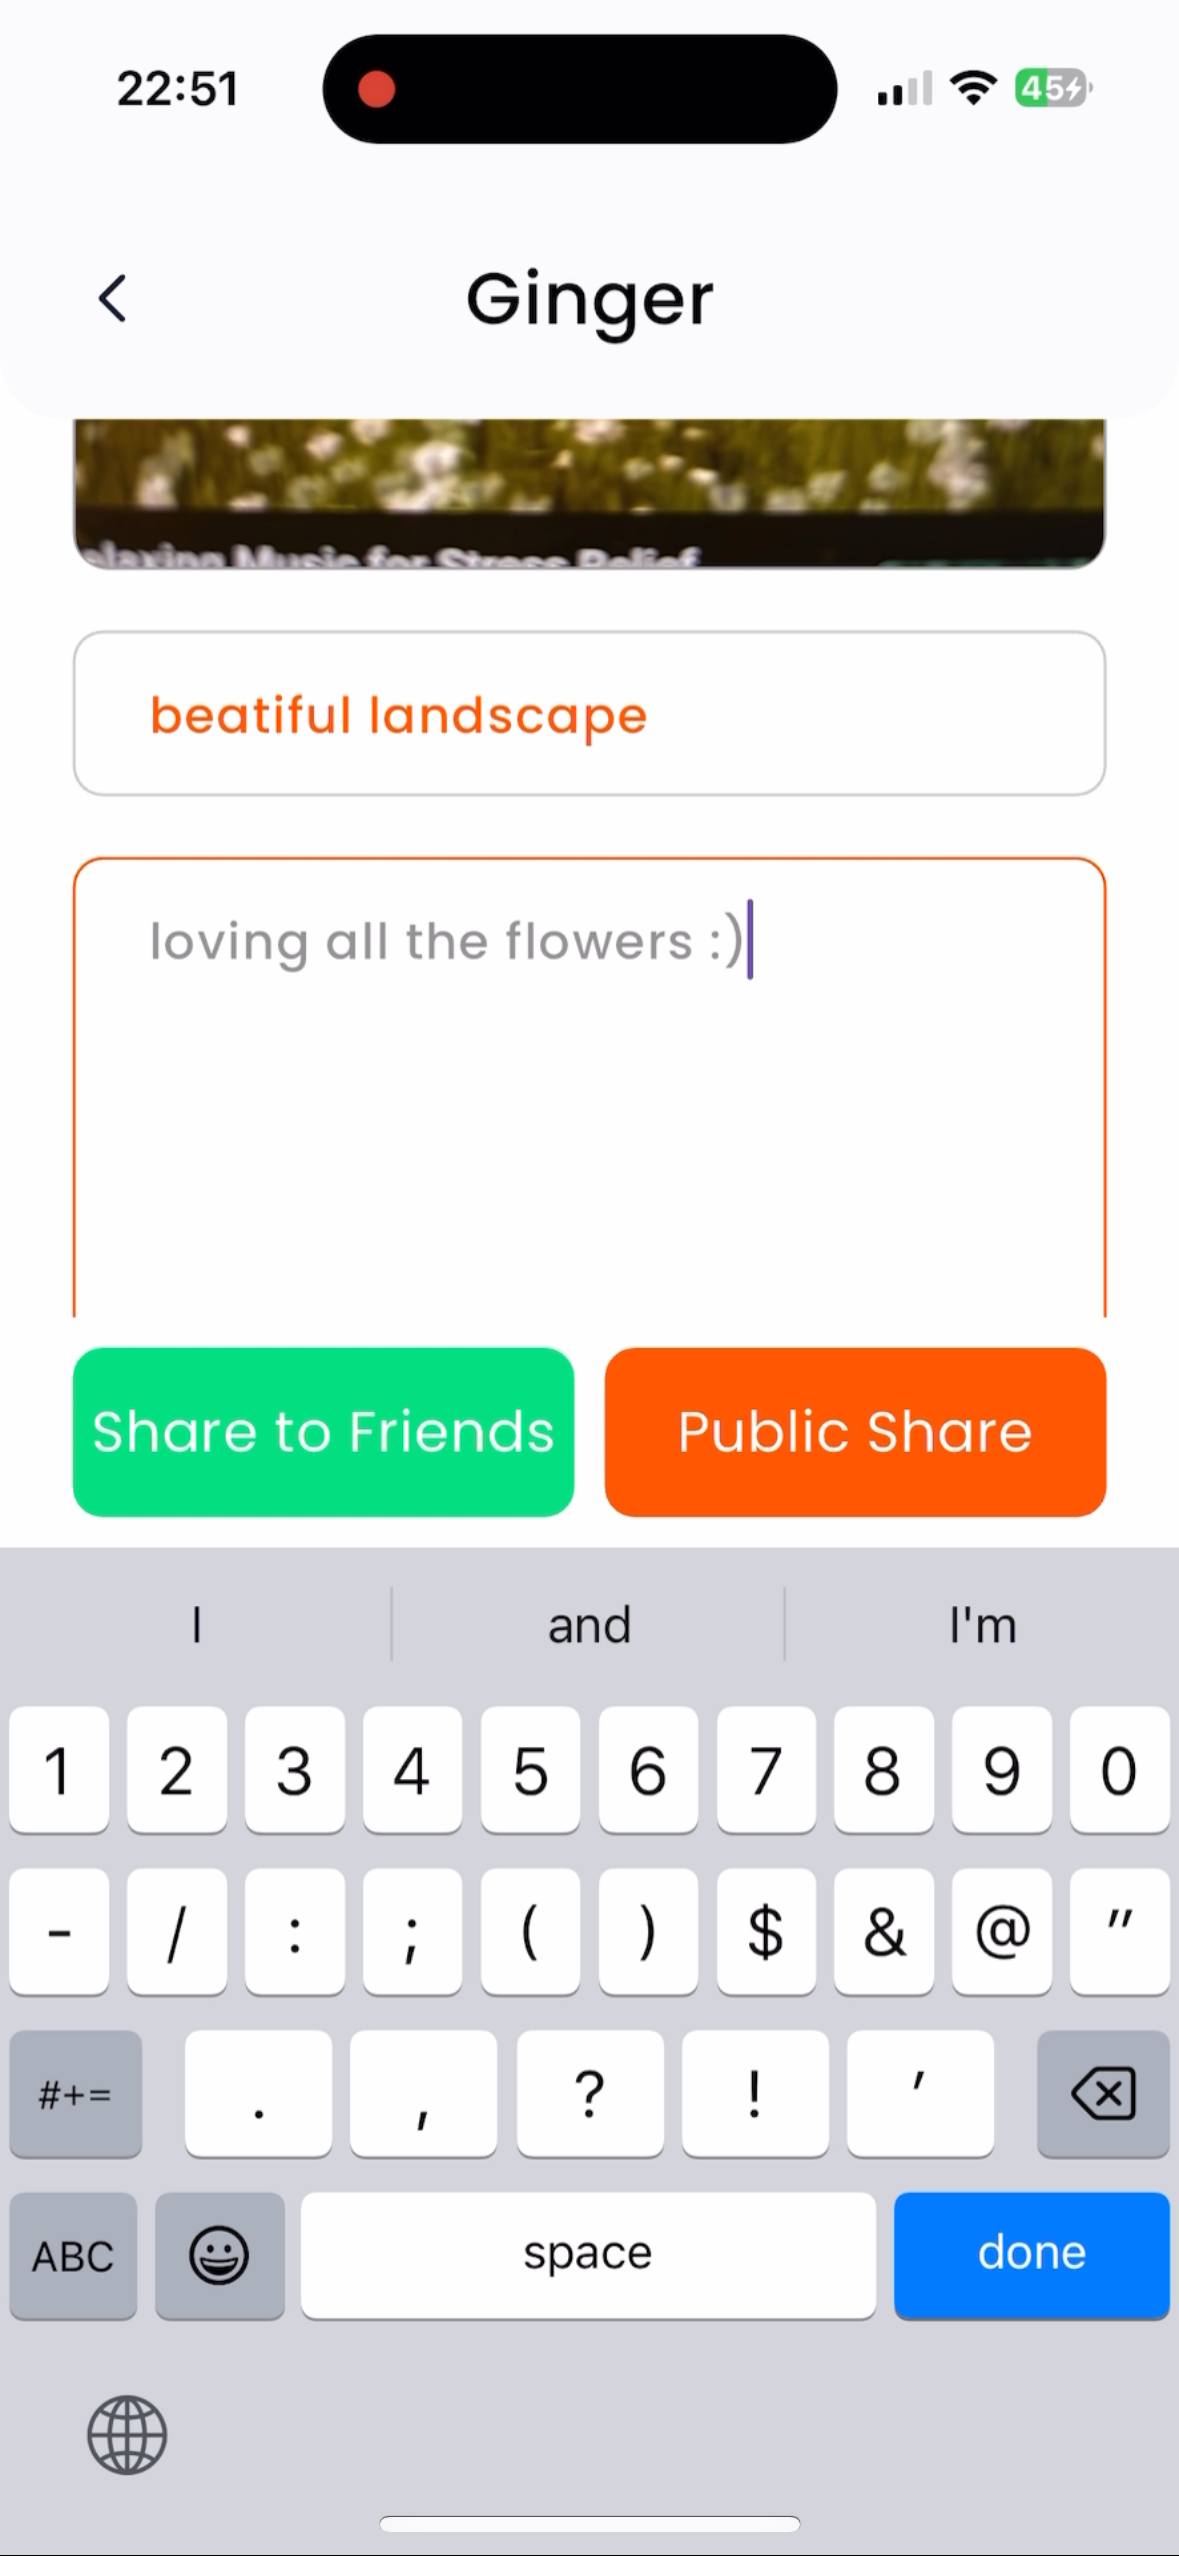 22:51
45
Ginger
elaxing Music for Stress Relief
beatiful landscape
loving all the flowers :)
Share to Friends
Public Share
I
and
I'm
1 2 3 4 5 6 7 8 9 0
- / : ; ( ) $ & @ "
#+= . , ? ! '
ABC
space
done